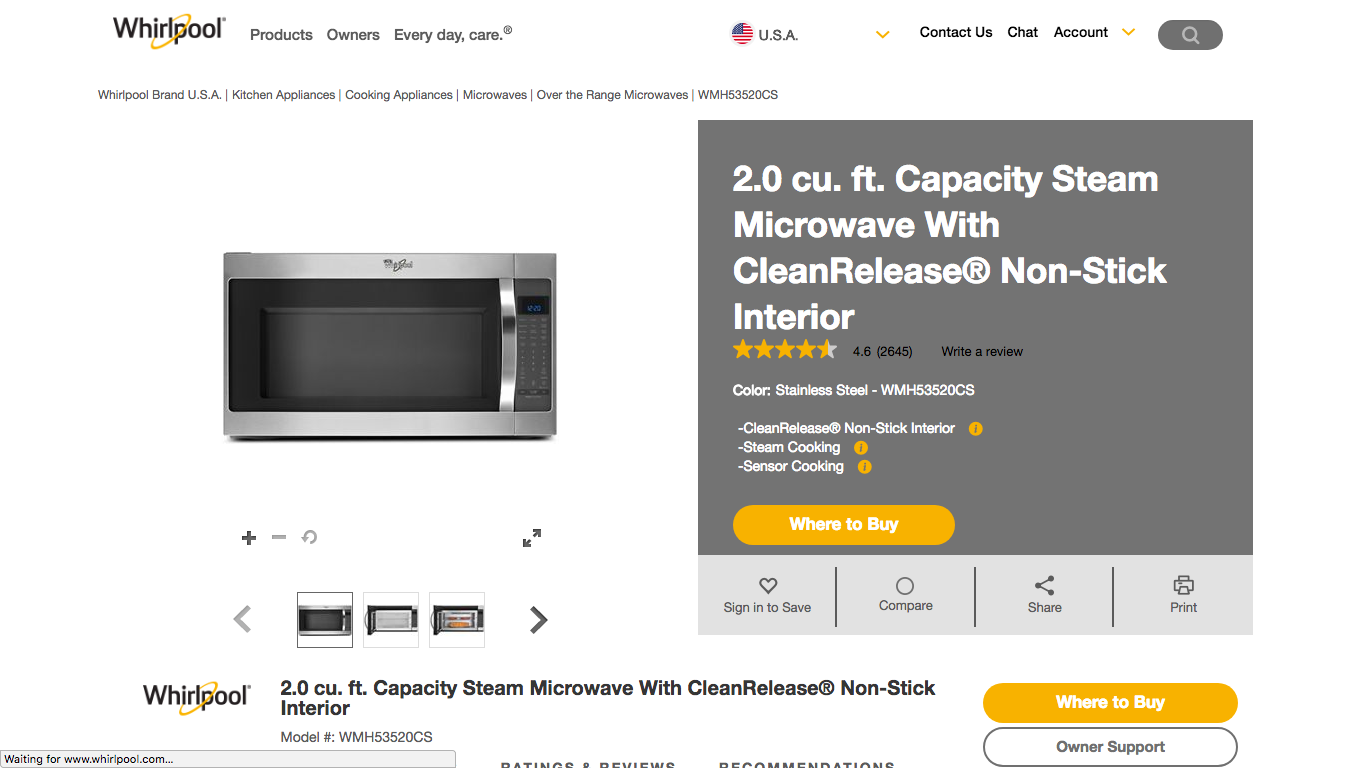 Whirlpool®
Products Owners Every day, care.®
U.S.A.
Contact Us Chat Account
Whirlpool Brand U.S.A. | Kitchen Appliances | Cooking Appliances | Microwaves | Over the Range Microwaves | WMH53520CS
2.0 cu. ft. Capacity Steam
Microwave With
CleanRelease® Non-Stick
Interior
4.6 (2645) Write a review
Color: Stainless Steel - WMH53520CS
-CleanRelease® Non-Stick Interior i
-Steam Cooking i
-Sensor Cooking i
Where to Buy
Whirlpool
12:20
Sign in to Save
Compare
Share
Print
Whirlpool®
2.0 cu. ft. Capacity Steam Microwave With CleanRelease® Non-Stick
Interior
Model #: WMH53520CS
Where to Buy
Owner Support
Waiting for www.whirlpool.com...
RATINGS & REVIEWS RECOMMENDATIONS